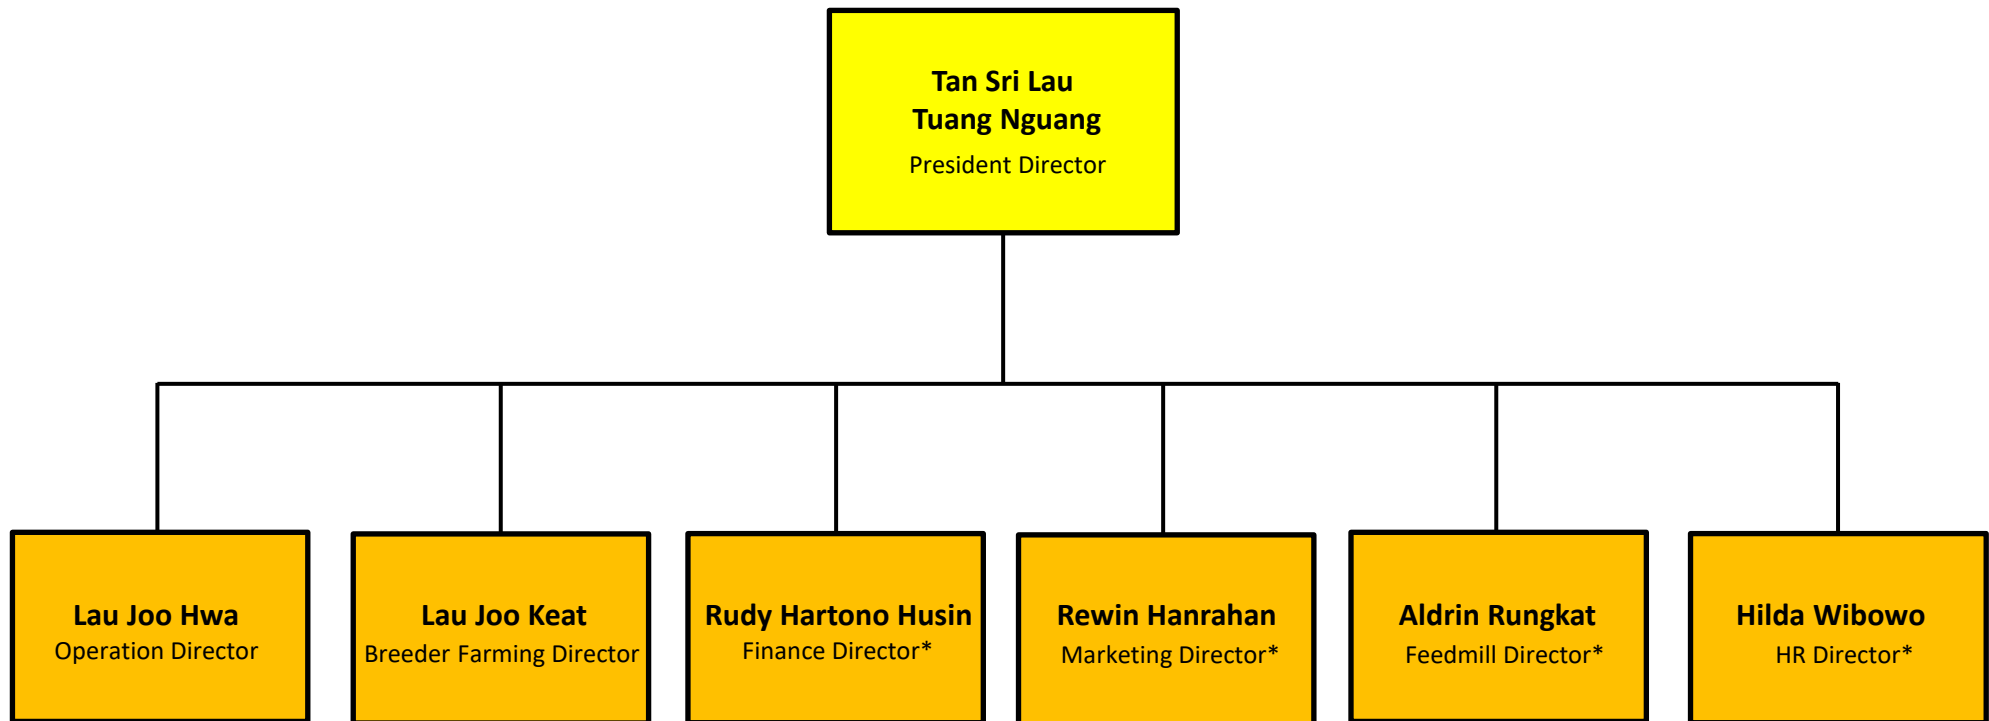 Tan Sri Lau
Tuang Nguang
President Director
Lau Joo Hwa
Operation Director
Lau Joo Keat
Breeder Farming Director
Rudy Hartono Husin
Finance Director*
Rewin Hanrahan
Marketing Director*
Aldrin Rungkat
Feedmill Director*
Hilda Wibowo
HR Director*